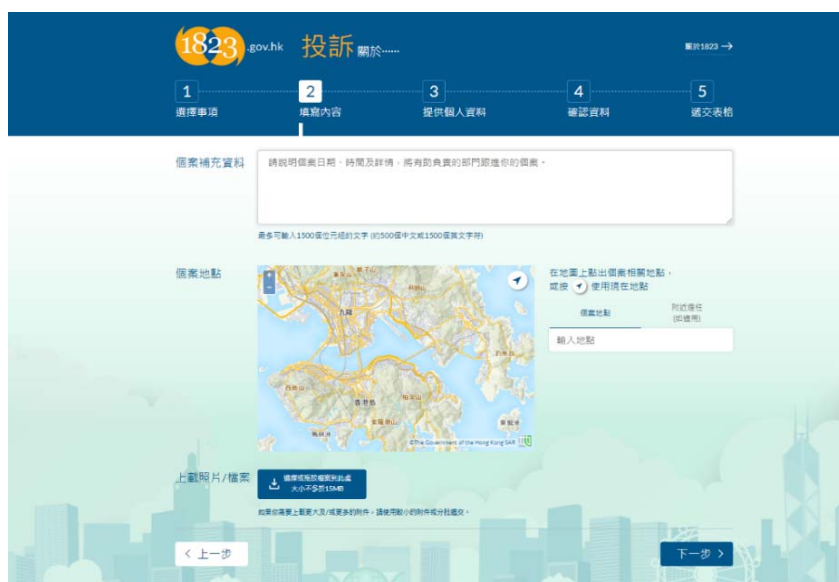 1823.gov.hk 投訴 關於......
關於1823 →
1 2 3 4 5
選擇事項 填寫內容 提供個人資料 確認資料 遞交表格
個案補充資料
請說明個案日期、時間及詳情,將有助負責的部門跟進你的個案。
最多可輸入1500個位元組的文字 (約500個中文或1500個英文字符)
個案地點
+
-
九龍
香港島
©The Government of the Hong Kong SAR
在地圖上點出個案相關地點,
或按 使用現在地點
個案地點
附近燈柱
(如適用)
輸入地點
上載照片/檔案
選擇或拖放檔案到此處
大小不多於15MB
如果你需要上載更大及/或更多的附件,請使用較小的附件或分批遞交。
< 上一步
下一步 >